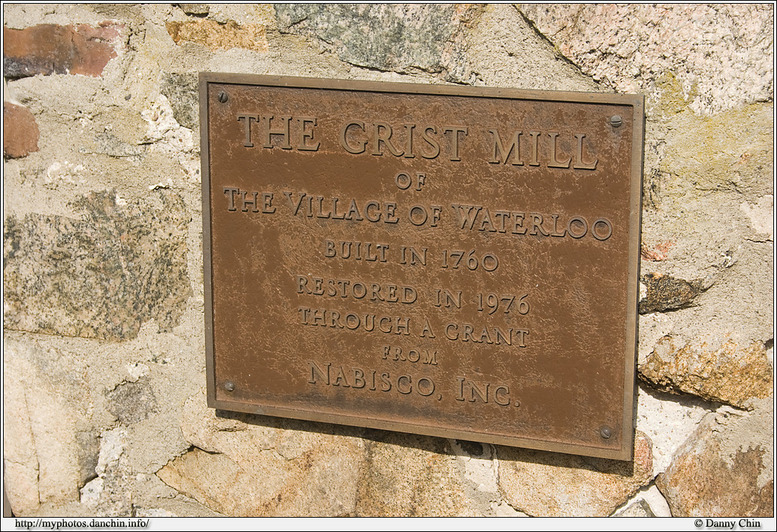 THE GRIST MILL
OF
THE VILLAGE OF WATERLOO
BUILT IN 1760
RESTORED IN 1976
THROUGH A GRANT
FROM
NABISCO, INC.
http://myphotos.danchin.info/ © Danny Chin